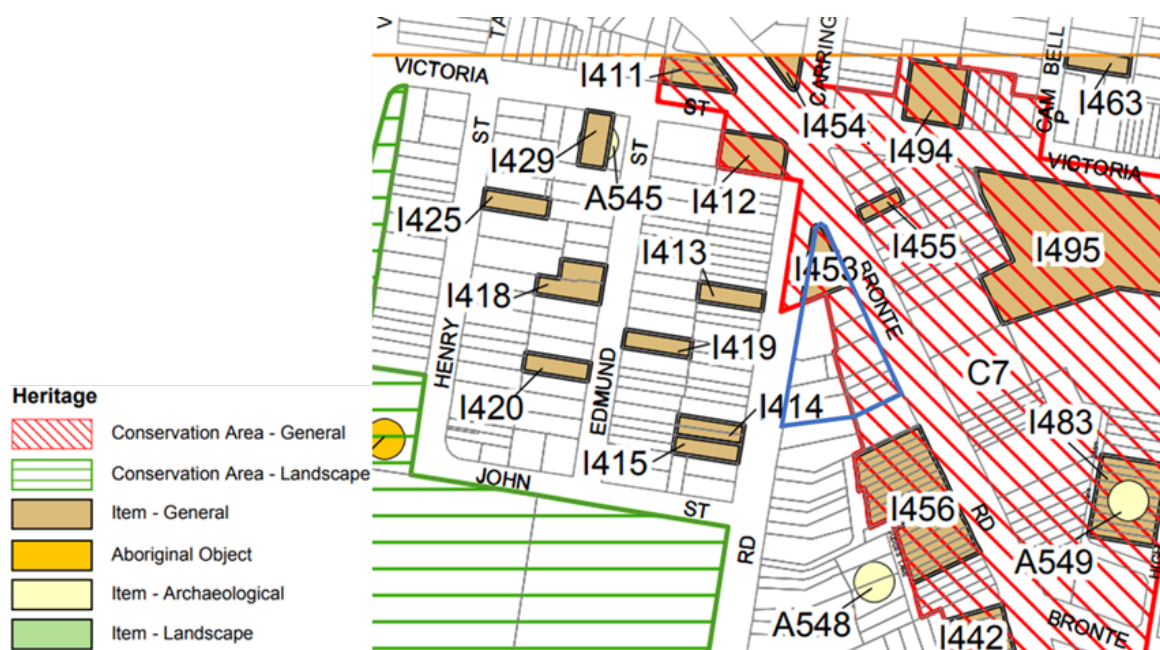 Heritage
Conservation Area - General
Conservation Area - Landscape
Item - General
Aboriginal Object
Item - Archaeological
Item - Landscape
V
TA
CARRING
BELL
CAM
P
VICTORIA
ST
I411
I454
I463
I494
VICTORIA
ST
I429
ST
A545
I412
I425
I455
I495
I413
I453
BRONTE
I418
HENRY
I419
C7
EDMUND
I420
I414
I483
I415
JOHN
ST
I456
RD
RD
A549
A548
I442
BRONTE